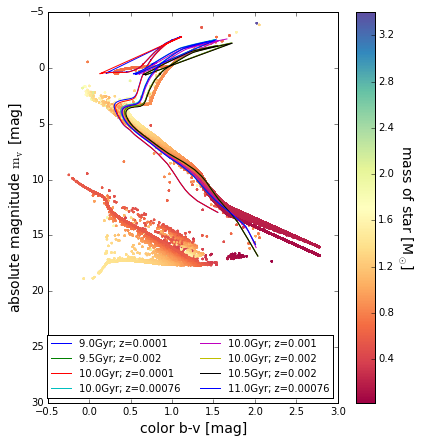 −5
0
5
10
15
20
25
30
absolute magnitude mᵥ [mag]
−0.5 0.0 0.5 1.0 1.5 2.0 2.5 3.0
color b-v [mag]
9.0Gyr; z=0.0001
9.5Gyr; z=0.002
10.0Gyr; z=0.0001
10.0Gyr; z=0.00076
10.0Gyr; z=0.001
10.0Gyr; z=0.002
10.5Gyr; z=0.002
11.0Gyr; z=0.00076
3.2
2.8
2.4
2.0
1.6
1.2
0.8
0.4
mass of star [M⊙]